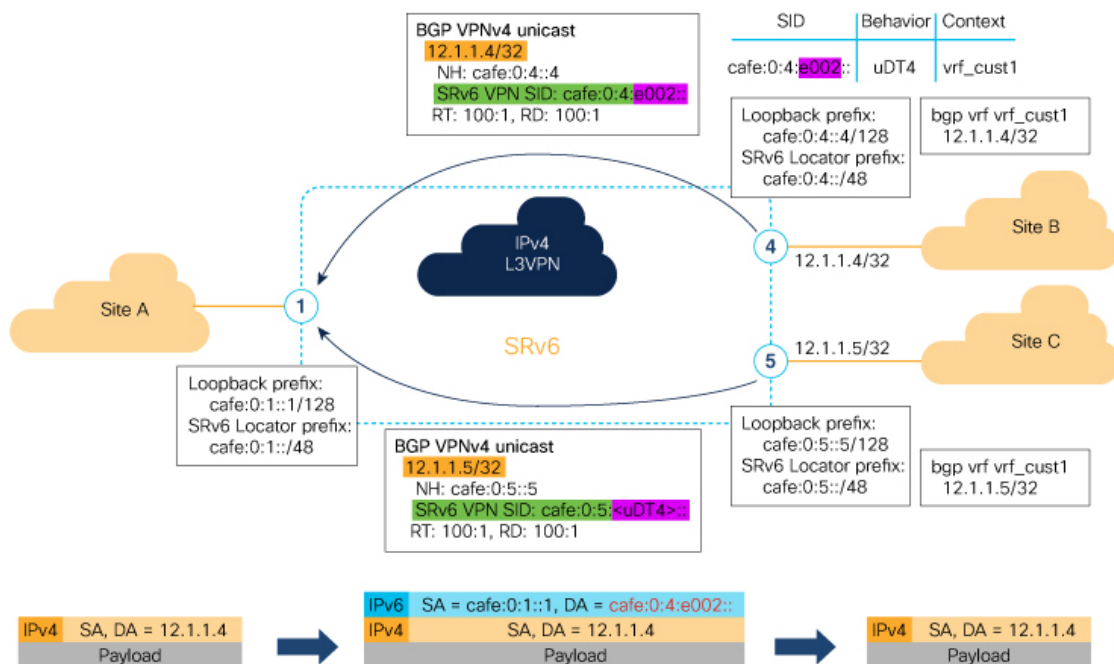 BGP VPNv4 unicast
12.1.1.4/32
NH: cafe:0:4::4
SRv6 VPN SID: cafe:0:4:e002::
RT: 100:1, RD: 100:1
SID Behavior Context
cafe:0:4:e002:: uDT4 vrf_cust1
Loopback prefix:
cafe:0:4::4/128
SRv6 Locator prefix:
cafe:0:4::/48
bgp vrf vrf_cust1
12.1.1.4/32
IPv4
L3VPN
4
Site B
12.1.1.4/32
Site A
1
SRv6
12.1.1.5/32
5
Site C
Loopback prefix:
cafe:0:1::1/128
SRv6 Locator prefix:
cafe:0:1::/48
BGP VPNv4 unicast
12.1.1.5/32
NH: cafe:0:5::5
SRv6 VPN SID: cafe:0:5:<uDT4>::
RT: 100:1, RD: 100:1
Loopback prefix:
cafe:0:5::5/128
SRv6 Locator prefix:
cafe:0:5::/48
bgp vrf vrf_cust1
12.1.1.5/32
IPv4 SA, DA = 12.1.1.4
Payload
IPv6 SA = cafe:0:1::1, DA = cafe:0:4:e002::
IPv4 SA, DA = 12.1.1.4
Payload
IPv4 SA, DA = 12.1.1.4
Payload